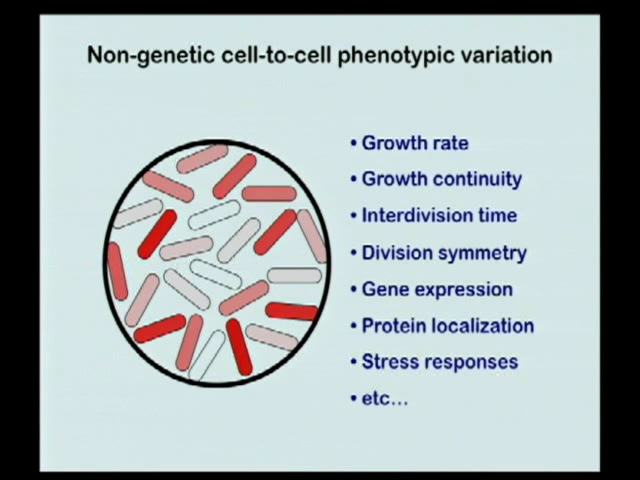 Non-genetic cell-to-cell phenotypic variation
• Growth rate
• Growth continuity
• Interdivision time
• Division symmetry
• Gene expression
• Protein localization
• Stress responses
• etc...